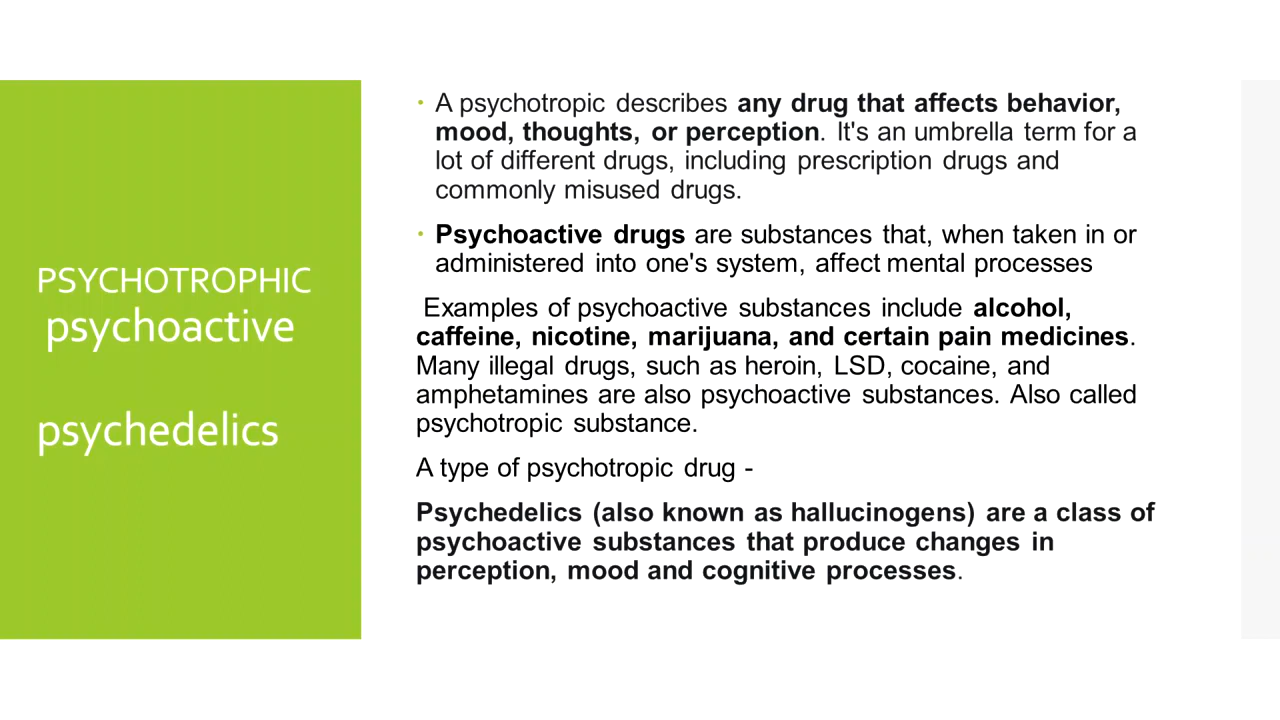 PSYCHOTROPHIC
psychoactive
psychedelics
A psychotropic describes any drug that affects behavior,
mood, thoughts, or perception. It's an umbrella term for a
lot of different drugs, including prescription drugs and
commonly misused drugs.
Psychoactive drugs are substances that, when taken in or
administered into one's system, affect mental processes
Examples of psychoactive substances include alcohol,
caffeine, nicotine, marijuana, and certain pain medicines.
Many illegal drugs, such as heroin, LSD, cocaine, and
amphetamines are also psychoactive substances. Also called
psychotropic substance.
A type of psychotropic drug -
Psychedelics (also known as hallucinogens) are a class of
psychoactive substances that produce changes in
perception, mood and cognitive processes.